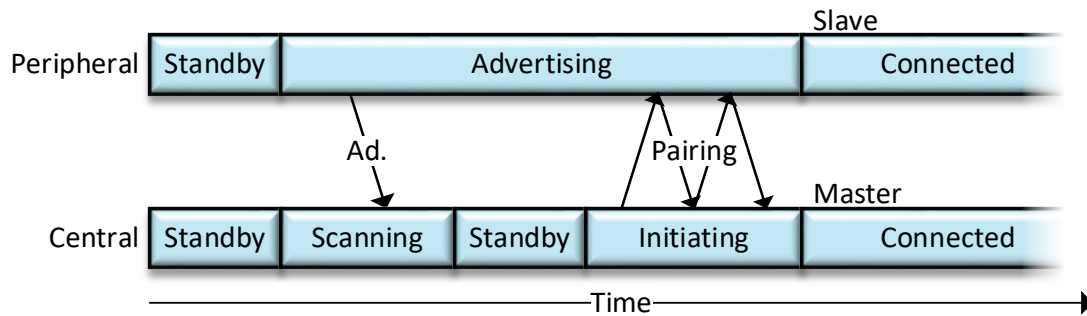 Slave
Peripheral Standby Advertising Connected
Ad. Pairing
Master
Central Standby Scanning Standby Initiating Connected
Time